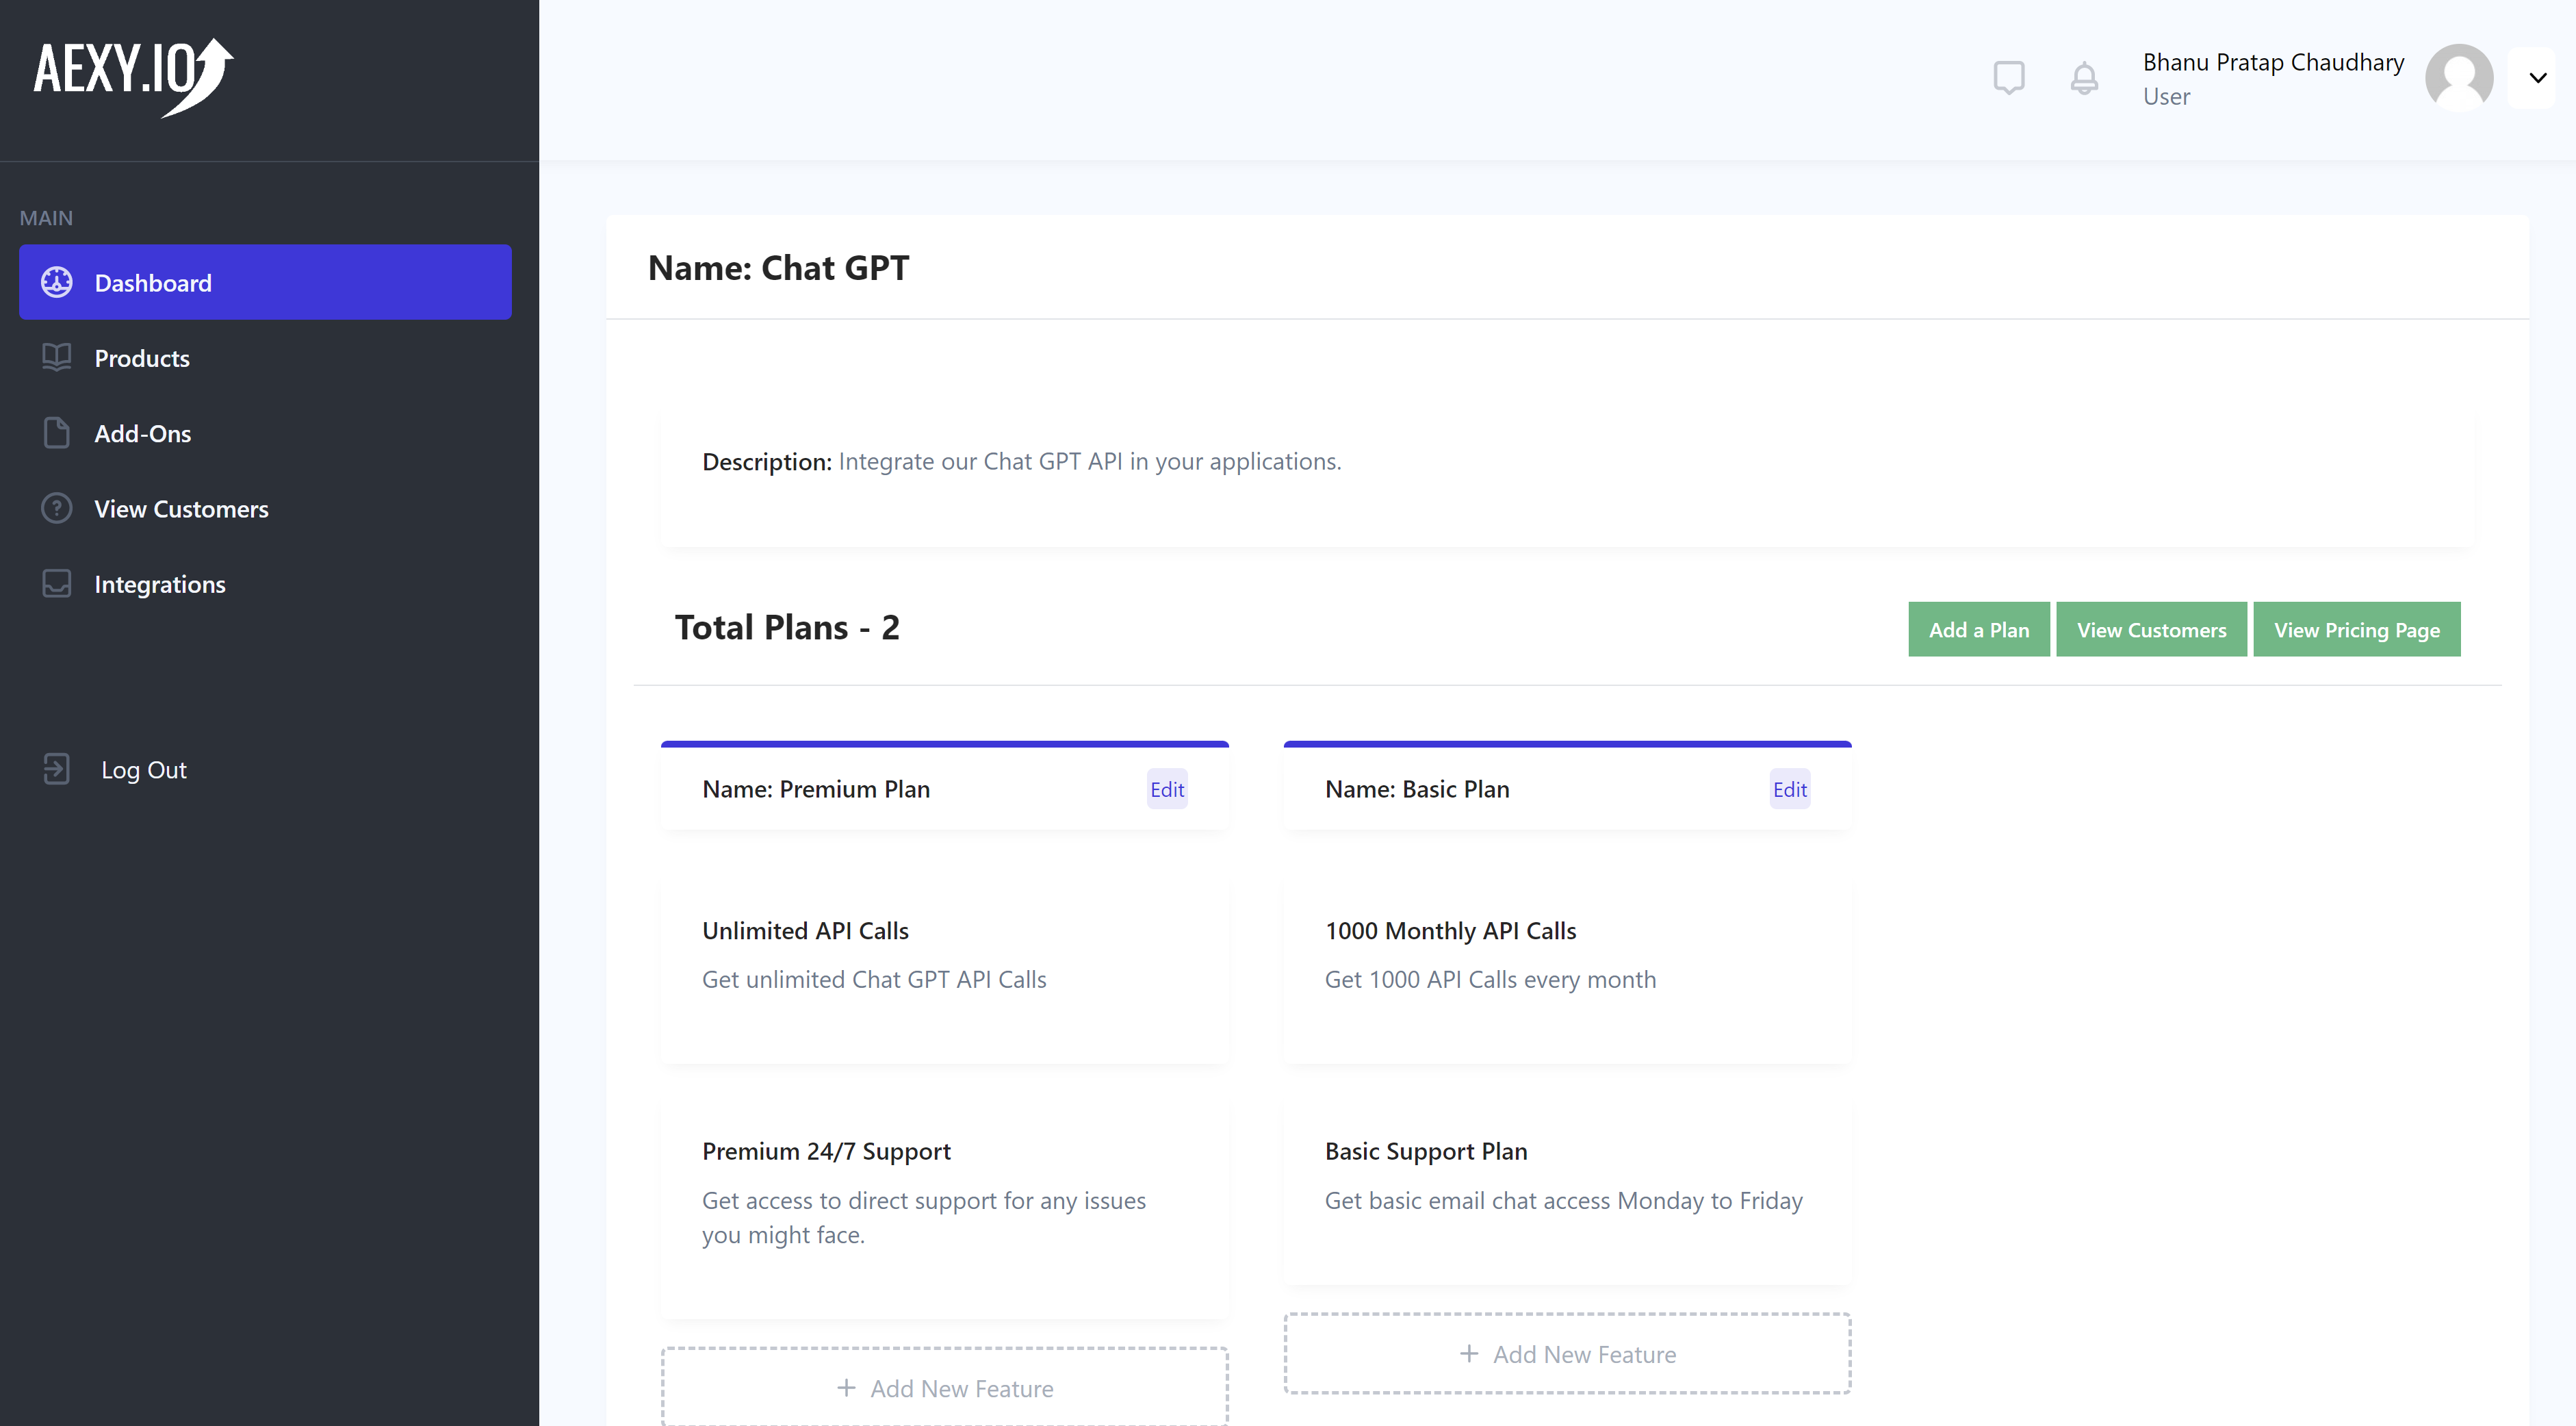 AEXY.IO
Bhanu Pratap Chaudhary
User
MAIN
Dashboard
Products
Add-Ons
View Customers
Integrations
Log Out
Name: Chat GPT
Description: Integrate our Chat GPT API in your applications.
Total Plans - 2
Add a Plan
View Customers
View Pricing Page
Name: Premium Plan
Edit
Unlimited API Calls
Get unlimited Chat GPT API Calls
Premium 24/7 Support
Get access to direct support for any issues
you might face.
+ Add New Feature
Name: Basic Plan
Edit
1000 Monthly API Calls
Get 1000 API Calls every month
Basic Support Plan
Get basic email chat access Monday to Friday
+ Add New Feature